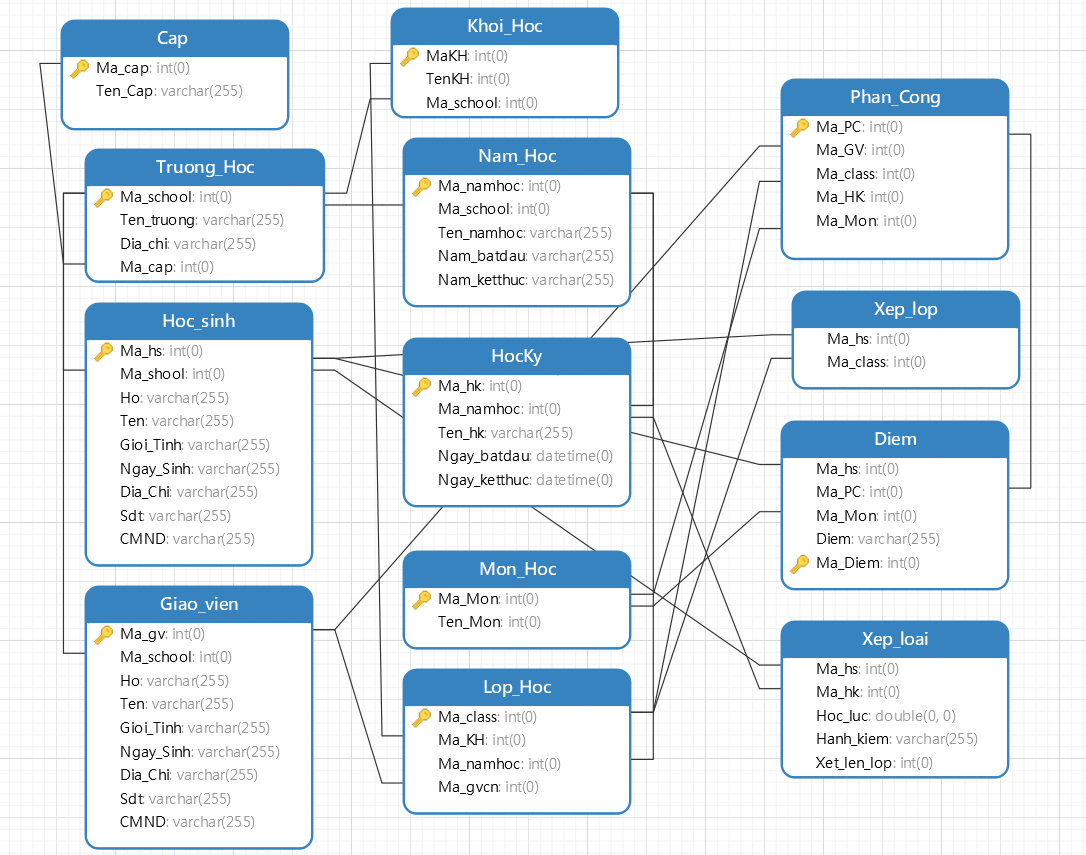 Cap
Ma_cap: int(0)
Ten_Cap: varchar(255)
Truong_Hoc
Ma_school: int(0)
Ten_truong: varchar(255)
Dia_chi: varchar(255)
Ma_cap: int(0)
Hoc_sinh
Ma_hs: int(0)
Ma_shool: int(0)
Ho: varchar(255)
Ten: varchar(255)
Gioi_Tinh: varchar(255)
Ngay_Sinh: varchar(255)
Dia_Chi: varchar(255)
Sdt: varchar(255)
CMND: varchar(255)
Giao_vien
Ma_gv: int(0)
Ma_school: int(0)
Ho: varchar(255)
Ten: varchar(255)
Gioi_Tinh: varchar(255)
Ngay_Sinh: varchar(255)
Dia_Chi: varchar(255)
Sdt: varchar(255)
CMND: varchar(255)
Khoi_Hoc
MaKH: int(0)
TenKH: int(0)
Ma_school: int(0)
Nam_Hoc
Ma_namhoc: int(0)
Ma_school: int(0)
Ten_namhoc: varchar(255)
Nam_batdau: varchar(255)
Nam_ketthuc: varchar(255)
HocKy
Ma_hk: int(0)
Ma_namhoc: int(0)
Ten_hk: varchar(255)
Ngay_batdau: datetime(0)
Ngay_ketthuc: datetime(0)
Mon_Hoc
Ma_Mon: int(0)
Ten_Mon: int(0)
Lop_Hoc
Ma_class: int(0)
Ma_KH: int(0)
Ma_namhoc: int(0)
Ma_gvcn: int(0)
Phan_Cong
Ma_PC: int(0)
Ma_GV: int(0)
Ma_class: int(0)
Ma_HK: int(0)
Ma_Mon: int(0)
Xep_lop
Ma_hs: int(0)
Ma_class: int(0)
Diem
Ma_hs: int(0)
Ma_PC: int(0)
Ma_Mon: int(0)
Diem: varchar(255)
Ma_Diem: int(0)
Xep_loai
Ma_hs: int(0)
Ma_hk: int(0)
Hoc_luc: double(0, 0)
Hanh_kiem: varchar(255)
Xet_len_lop: int(0)